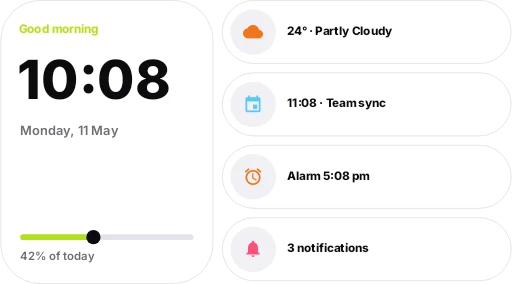 Good morning
10:08
Monday, 11 May
42% of today
24° · Partly Cloudy
11:08 · Team sync
Alarm 5:08 pm
3 notifications